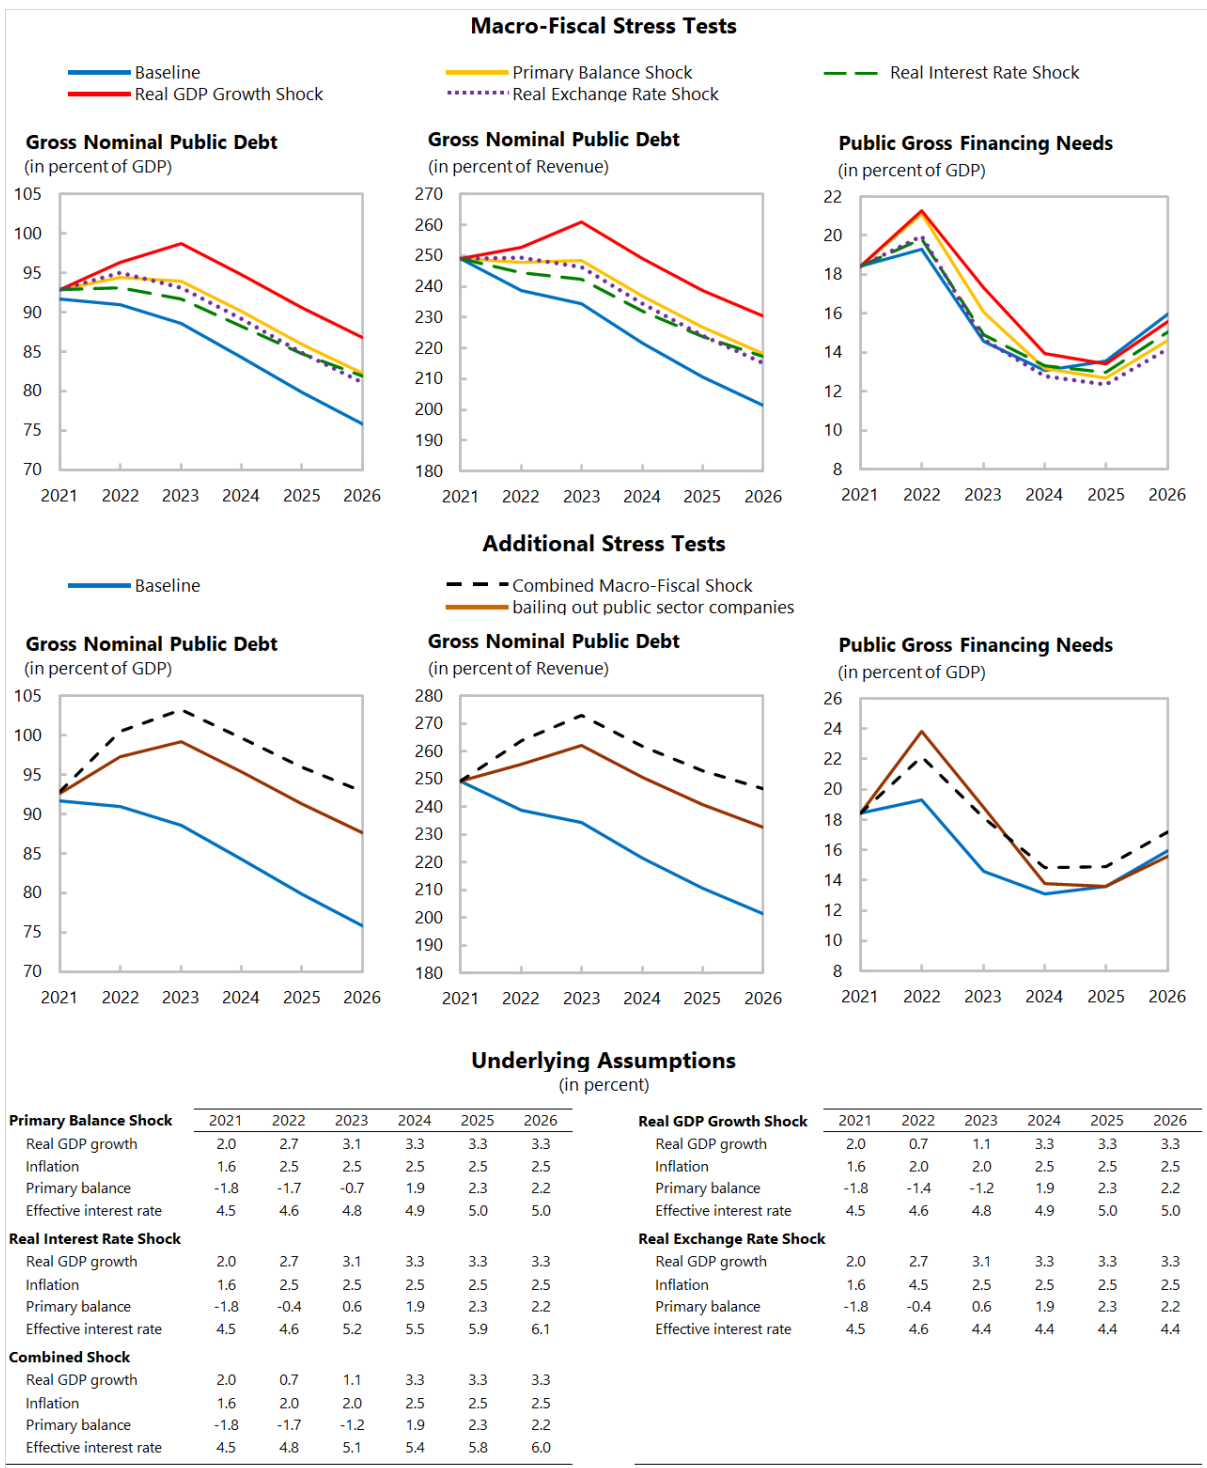 Macro-Fiscal Stress Tests
Baseline
Primary Balance Shock
Real Interest Rate Shock
Real GDP Growth Shock
Real Exchange Rate Shock
Gross Nominal Public Debt
(in percent of GDP)
105
100
95
90
85
80
75
70
2021 2022 2023 2024 2025 2026
Gross Nominal Public Debt
(in percent of Revenue)
270
260
250
240
230
220
210
200
190
180
2021 2022 2023 2024 2025 2026
Public Gross Financing Needs
(in percent of GDP)
22
20
18
16
14
12
10
8
2021 2022 2023 2024 2025 2026
Additional Stress Tests
Baseline
Combined Macro-Fiscal Shock
bailing out public sector companies
Gross Nominal Public Debt
(in percent of GDP)
105
100
95
90
85
80
75
70
2021 2022 2023 2024 2025 2026
Gross Nominal Public Debt
(in percent of Revenue)
280
270
260
250
240
230
220
210
200
190
180
2021 2022 2023 2024 2025 2026
Public Gross Financing Needs
(in percent of GDP)
26
24
22
20
18
16
14
12
10
8
2021 2022 2023 2024 2025 2026
Underlying Assumptions
(in percent)
Primary Balance Shock 2021 2022 2023 2024 2025 2026
Real GDP growth 2.0 2.7 3.1 3.3 3.3 3.3
Inflation 1.6 2.5 2.5 2.5 2.5 2.5
Primary balance -1.8 -1.7 -0.7 1.9 2.3 2.2
Effective interest rate 4.5 4.6 4.8 4.9 5.0 5.0
Real Interest Rate Shock
Real GDP growth 2.0 2.7 3.1 3.3 3.3 3.3
Inflation 1.6 2.5 2.5 2.5 2.5 2.5
Primary balance -1.8 -0.4 0.6 1.9 2.3 2.2
Effective interest rate 4.5 4.6 5.2 5.5 5.9 6.1
Combined Shock
Real GDP growth 2.0 0.7 1.1 3.3 3.3 3.3
Inflation 1.6 2.0 2.0 2.5 2.5 2.5
Primary balance -1.8 -1.7 -1.2 1.9 2.3 2.2
Effective interest rate 4.5 4.8 5.1 5.4 5.8 6.0
Real GDP Growth Shock 2021 2022 2023 2024 2025 2026
Real GDP growth 2.0 0.7 1.1 3.3 3.3 3.3
Inflation 1.6 2.0 2.0 2.5 2.5 2.5
Primary balance -1.8 -1.4 -1.2 1.9 2.3 2.2
Effective interest rate 4.5 4.6 4.8 4.9 5.0 5.0
Real Exchange Rate Shock
Real GDP growth 2.0 2.7 3.1 3.3 3.3 3.3
Inflation 1.6 4.5 2.5 2.5 2.5 2.5
Primary balance -1.8 -0.4 0.6 1.9 2.3 2.2
Effective interest rate 4.5 4.6 4.4 4.4 4.4 4.4